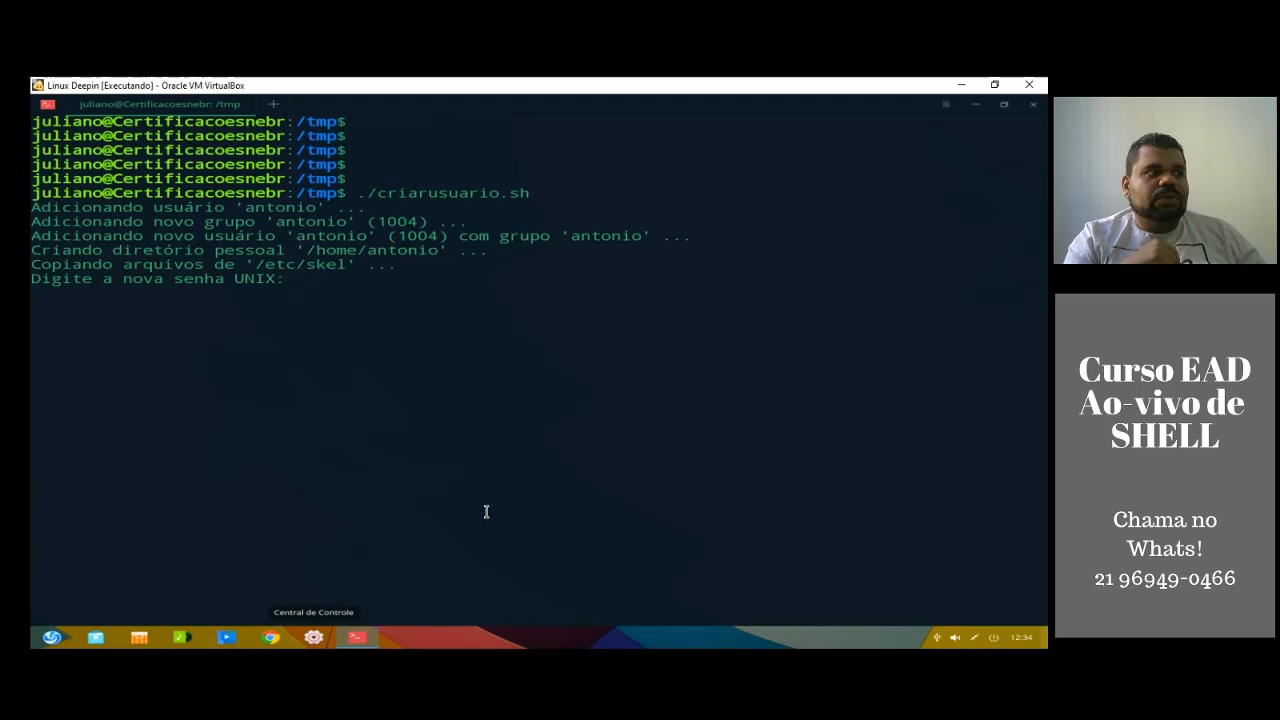 Linux Deepin [Executando] - Oracle VM VirtualBox
juliano@Certificacoesnebr: /tmp
juliano@Certificacoesnebr:/tmp$
juliano@Certificacoesnebr:/tmp$
juliano@Certificacoesnebr:/tmp$
juliano@Certificacoesnebr:/tmp$
juliano@Certificacoesnebr:/tmp$
juliano@Certificacoesnebr:/tmp$ ./criarusuario.sh
Adicionando usuário 'antonio' ...
Adicionando novo grupo 'antonio' (1004) ...
Adicionando novo usuário 'antonio' (1004) com grupo 'antonio' ...
Criando diretório pessoal '/home/antonio' ...
Copiando arquivos de '/etc/skel' ...
Digite a nova senha UNIX:
Central de Controle
12:34
Curso EAD
Ao-vivo de
SHELL
Chama no
Whats!
21 96949-0466